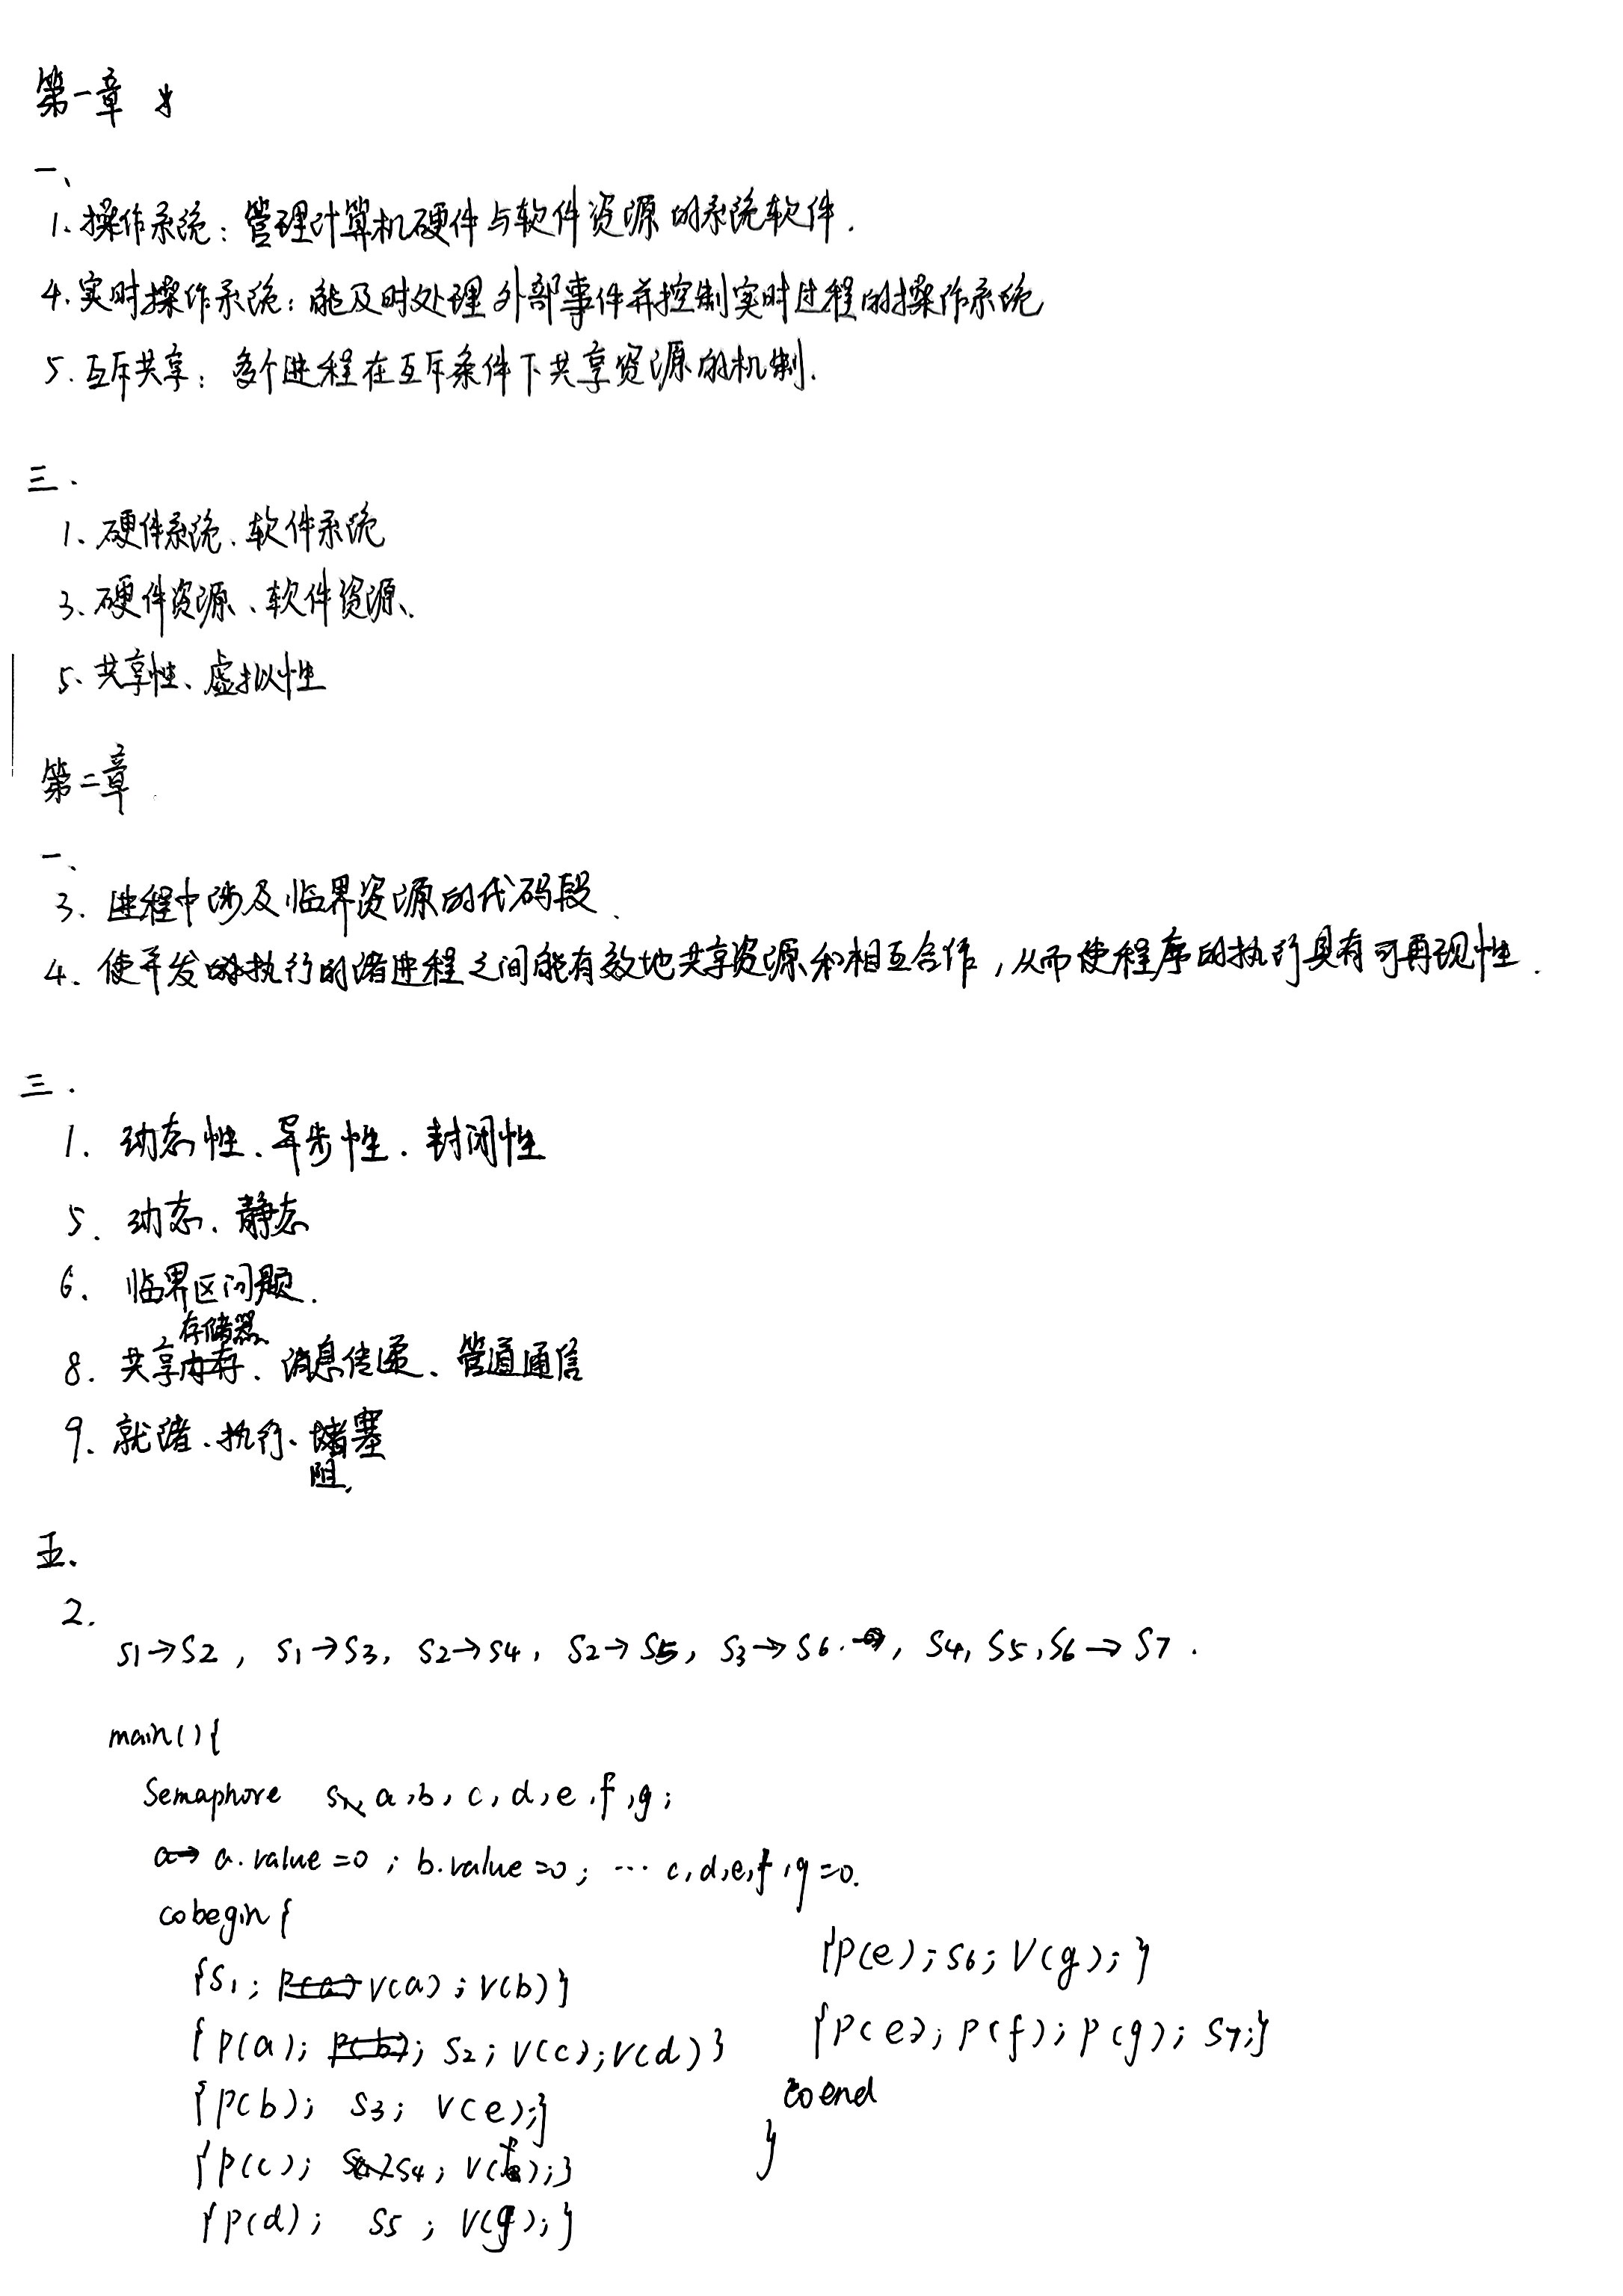 第一章
一、
1. 操作系统：管理计算机硬件与软件资源的系统软件.
4. 实时操作系统：能及时处理外部事件并控制实时过程的操作系统
5. 互斥共享：多个进程在互斥条件下共享资源的机制.
三.
1. 硬件系统、软件系统
3. 硬件资源、软件资源、
5. 共享性、虚拟性
第二章
一、
3. 进程中涉及临界资源的代码段、
4. 使并发执行的诸进程之间能有效地共享资源和相互合作，从而使程序的执行具有可再现性.
三.
1. 动态性、异步性. 封闭性
5. 动态、静态
6. 临界区问题.
存储器
8. 共享内存、消息传递、管道通信
9. 就绪、执行、堵塞
阻
五、
2.
S1→S2, S1→S3, S2→S4, S2→S5, S3→S6, S4, S5, S6→S7.
main(){
Semaphore a,b,c,d,e,f,g;
a.value=0; b.value=0; … c,d,e,f,g=0.
cobegin{
{S1; V(a); V(b)}
{P(a); S2; V(c); V(d)}
{P(b); S3; V(e);}
{P(c); S4; V(f);}
{P(d); S5; V(g);}
{P(e); S6; V(g);}
{P(e); P(f); P(g); S7;}
coend
}